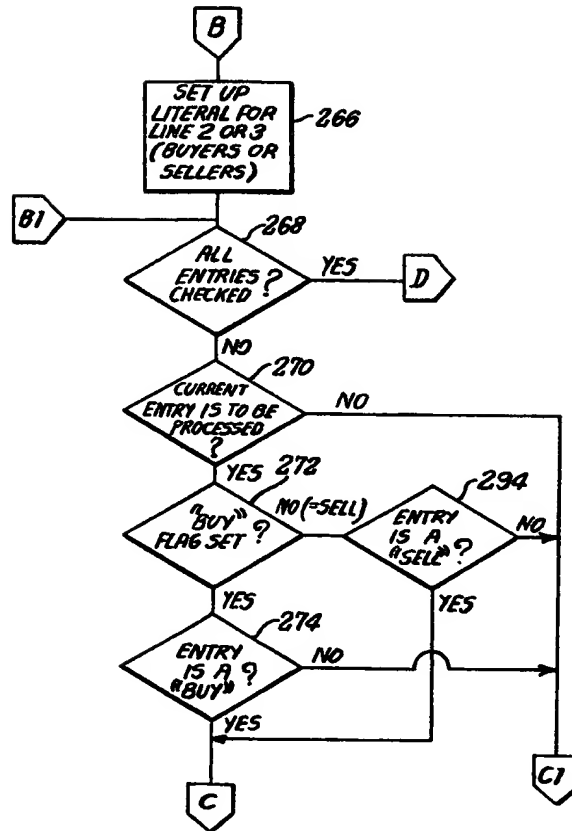 B
SET UP
LITERAL FOR
LINE 2 OR 3
(BUYERS OR
SELLERS)
266
B1
268
ALL
ENTRIES
CHECKED ?
YES
D
NO
270
CURRENT
ENTRY IS TO BE
PROCESSED
?
NO
YES
272
"BUY"
FLAG SET ?
NO (=SELL)
294
ENTRY
IS A
"SELL" ?
NO
YES
YES
274
ENTRY
IS A
"BUY" ?
NO
YES
C
C1